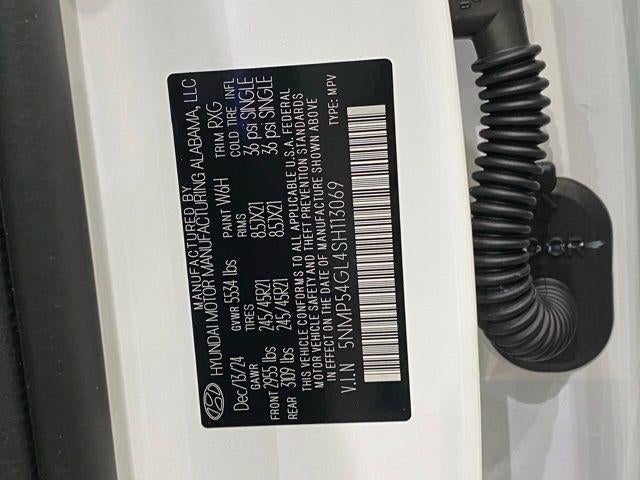 MANUFACTURED BY
HYUNDAI MOTOR MANUFACTURING ALABAMA, LLC
Dec/13/24 GVWR 5534 lbs PAINT W6H TRIM RXG
GAWR TIRES RIMS COLD TIRE INFL
FRONT 2955 lbs 245/45R21 8.5JX21 36 psi SINGLE
REAR 3109 lbs 245/45R21 8.5JX21 36 psi SINGLE
THIS VEHICLE CONFORMS TO ALL APPLICABLE U.S.A. FEDERAL
MOTOR VEHICLE SAFETY AND THEFT PREVENTION STANDARDS
IN EFFECT ON THE DATE OF MANUFACTURE SHOWN ABOVE
V.I.N 5NMP54GL4SH113069 TYPE: MPV